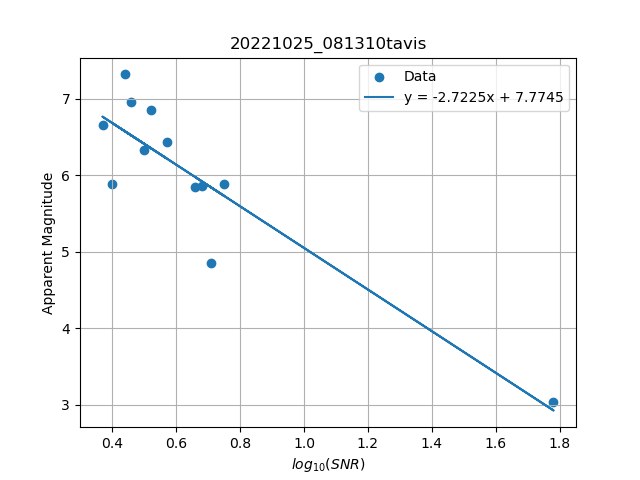 20221025_081310tavis
Data
y = -2.7225x + 7.7745
Apparent Magnitude
7
6
5
4
3
0.4 0.6 0.8 1.0 1.2 1.4 1.6 1.8
log₁₀(SNR)